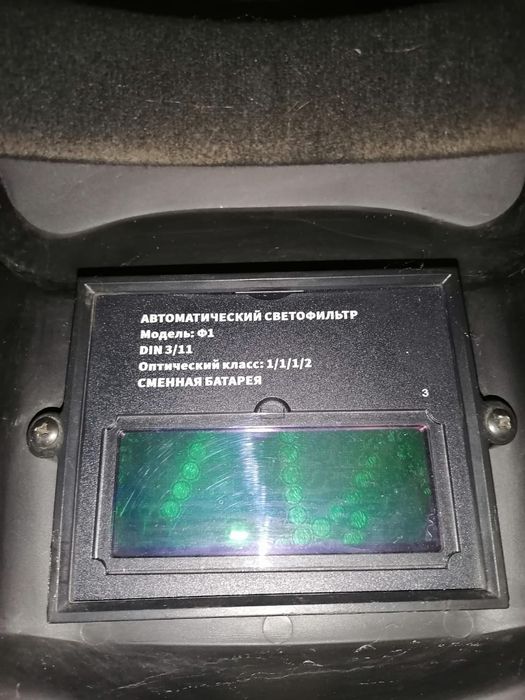 АВТОМАТИЧЕСКИЙ СВЕТОФИЛЬТР
Модель: Ф1
DIN 3/11
Оптический класс: 1/1/1/2
СМЕННАЯ БАТАРЕЯ
3